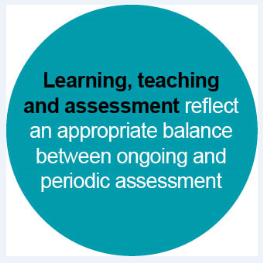 Learning, teaching
and assessment reflect
an appropriate balance
between ongoing and
periodic assessment